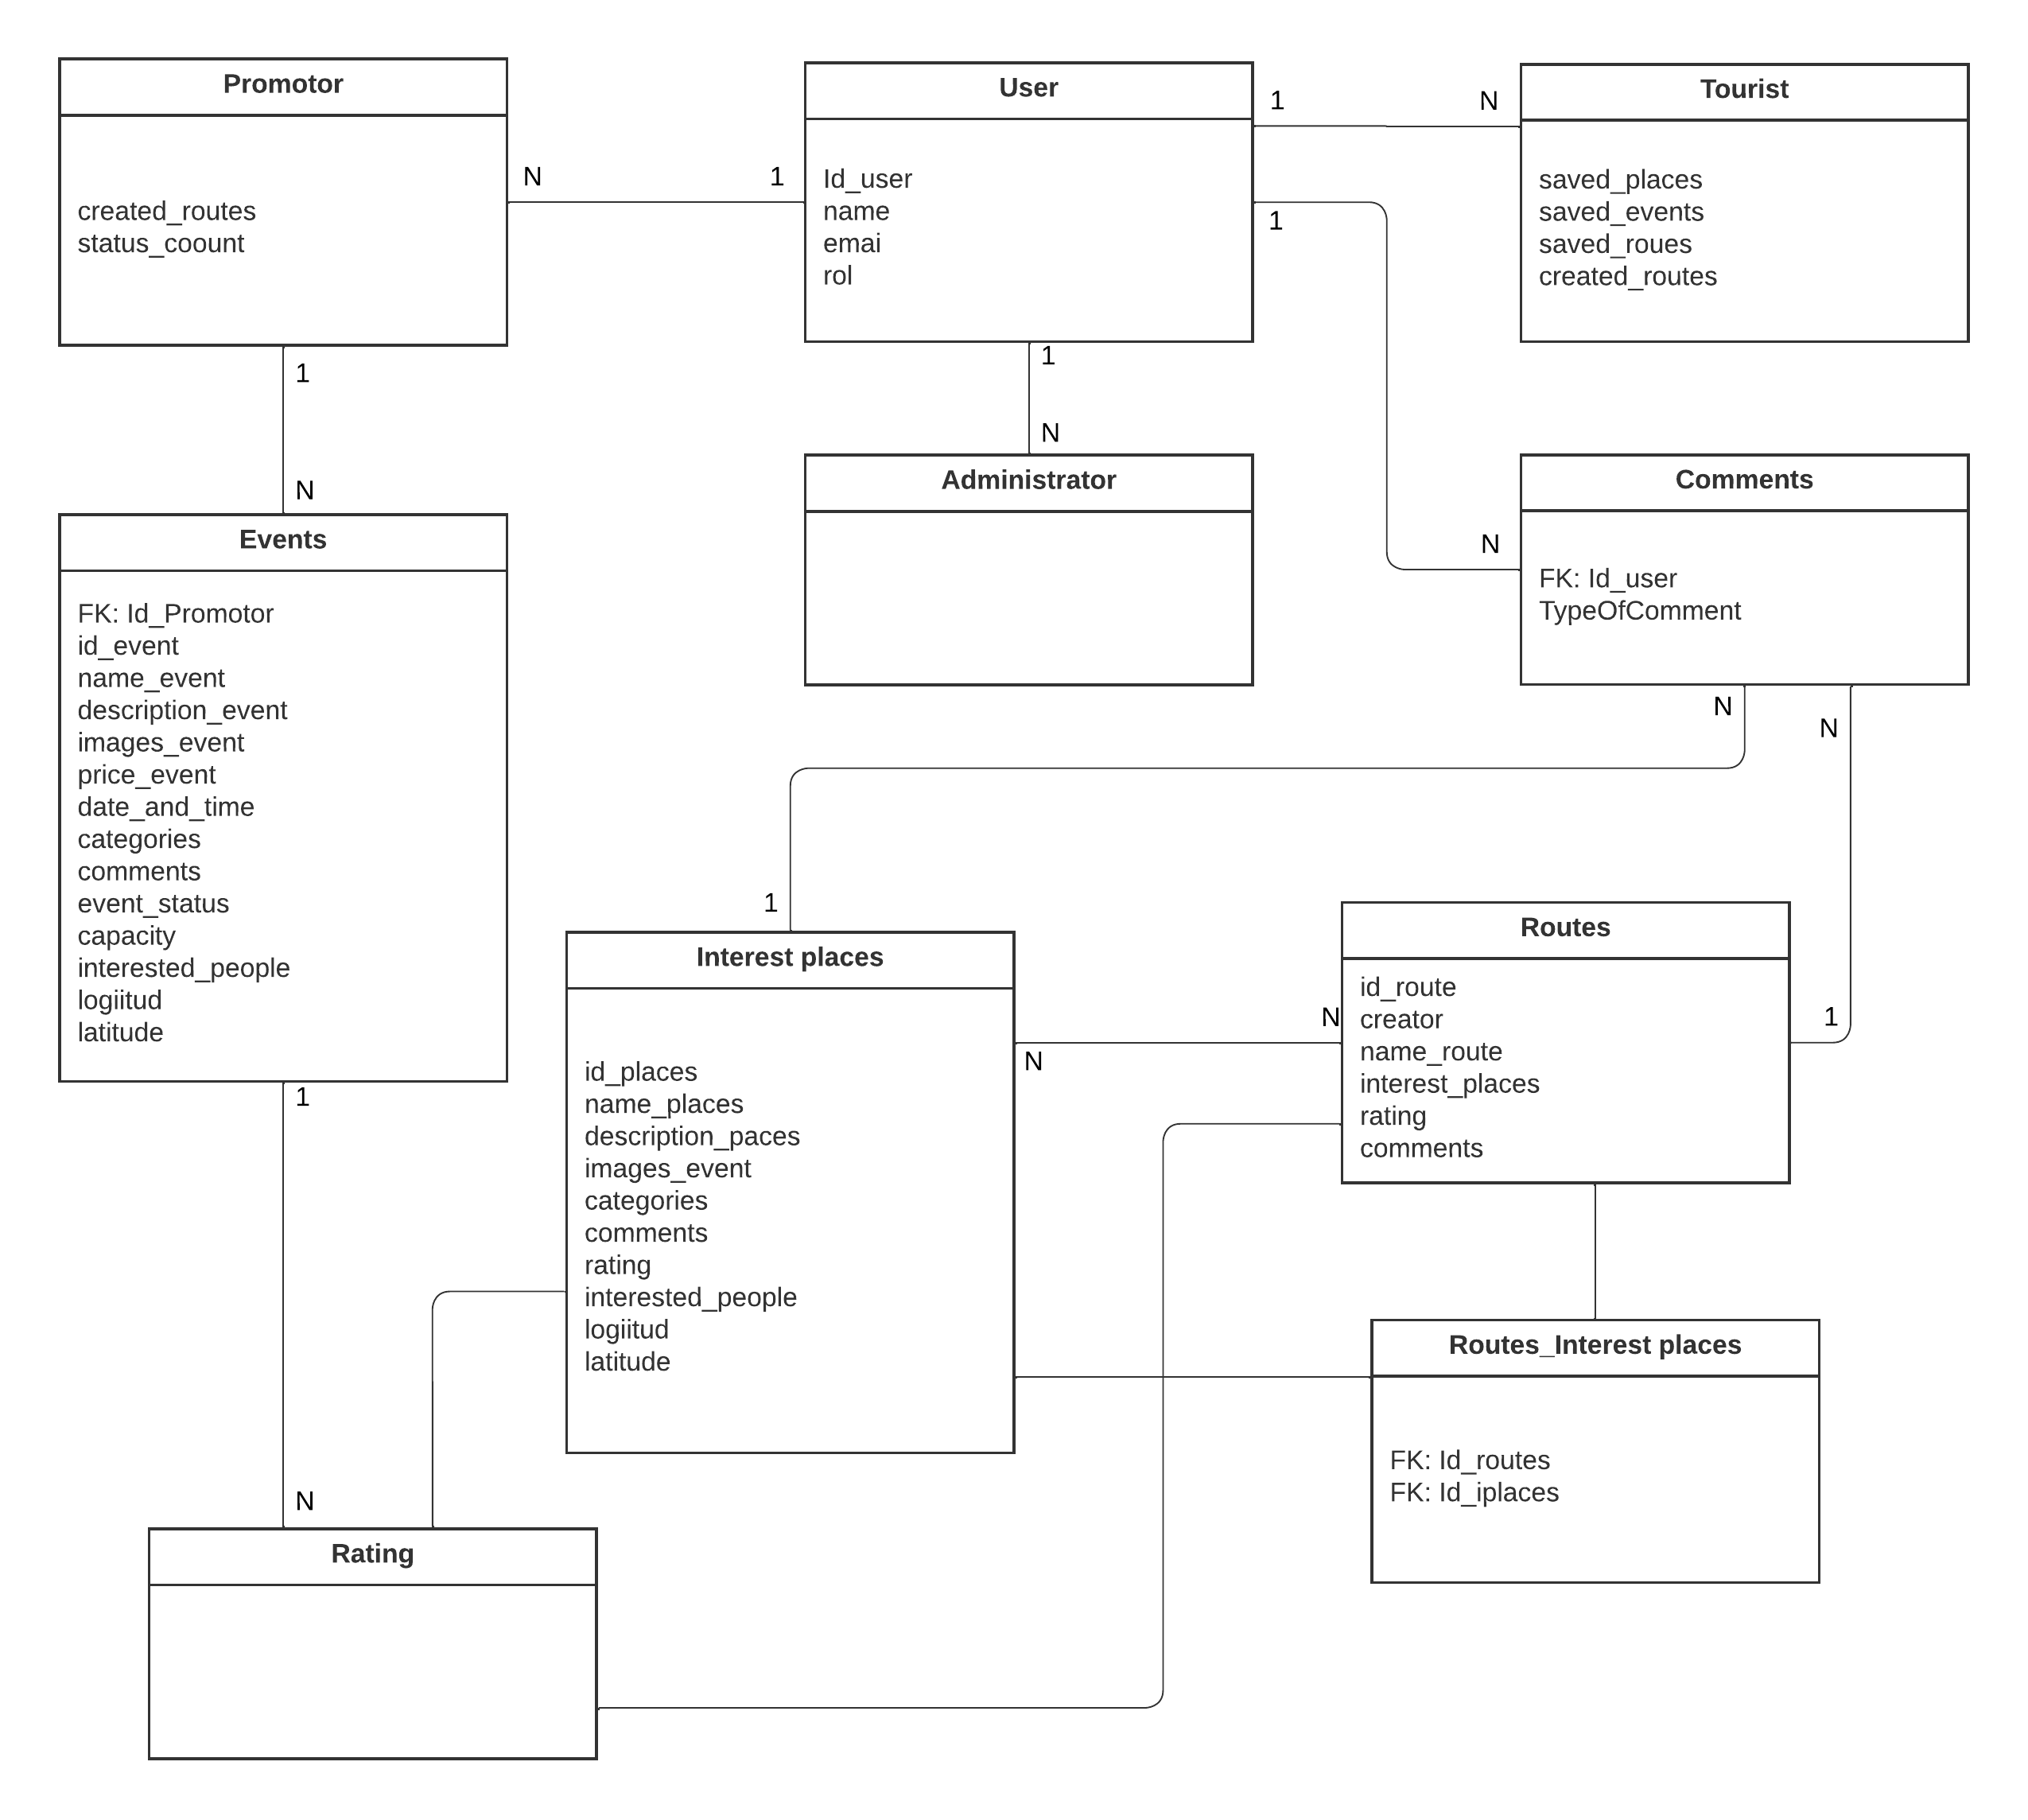 Promotor
created_routes
status_coount
N
1
User
Id_user
name
emai
rol
1
N
Tourist
saved_places
saved_events
saved_roues
created_routes
1
N
1
N
Administrator
1
N
Comments
FK: Id_user
TypeOfComment
1
N
Events
FK: Id_Promotor
id_event
name_event
description_event
images_event
price_event
date_and_time
categories
comments
event_status
capacity
interested_people
logiitud
latitude
N
N
1
Interest places
id_places
name_places
description_paces
images_event
categories
comments
rating
interested_people
logiitud
latitude
N
N
Routes
id_route
creator
name_route
interest_places
rating
comments
1
1
N
Routes_Interest places
FK: Id_routes
FK: Id_iplaces
Rating